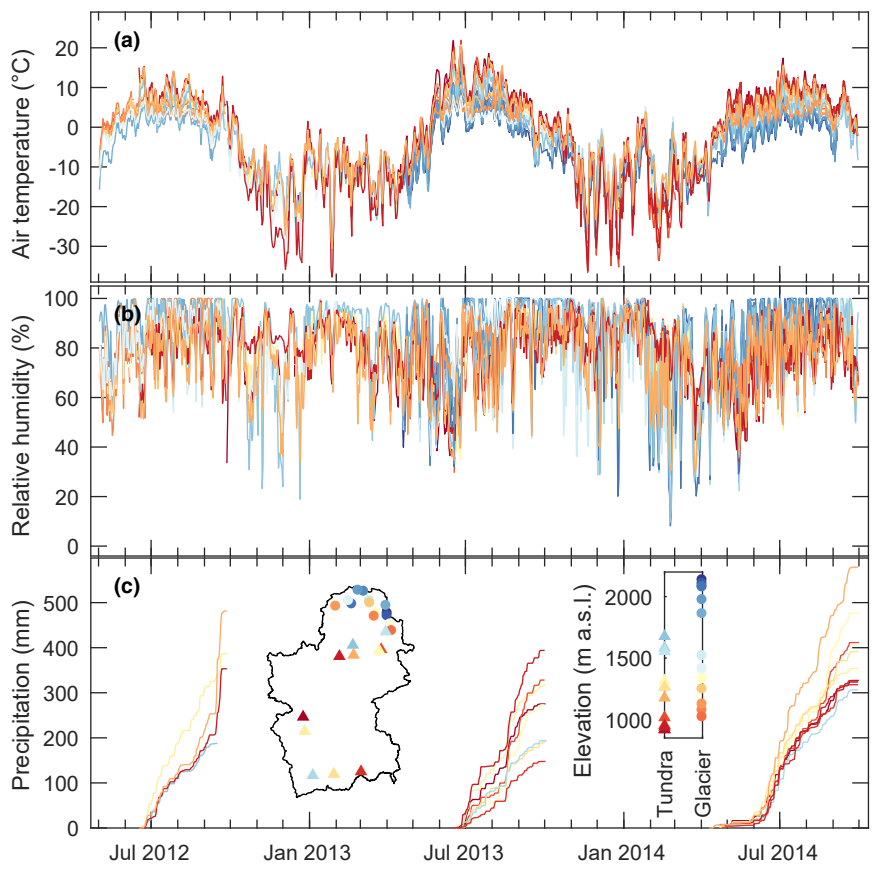 (a)
Air temperature (°C)
20
10
0
-10
-20
-30
(b)
Relative humidity (%)
100
80
60
40
20
0
(c)
Precipitation (mm)
500
400
300
200
100
0
Elevation (m a.s.l.)
2000
1500
1000
Tundra
Glacier
Jul 2012
Jan 2013
Jul 2013
Jan 2014
Jul 2014